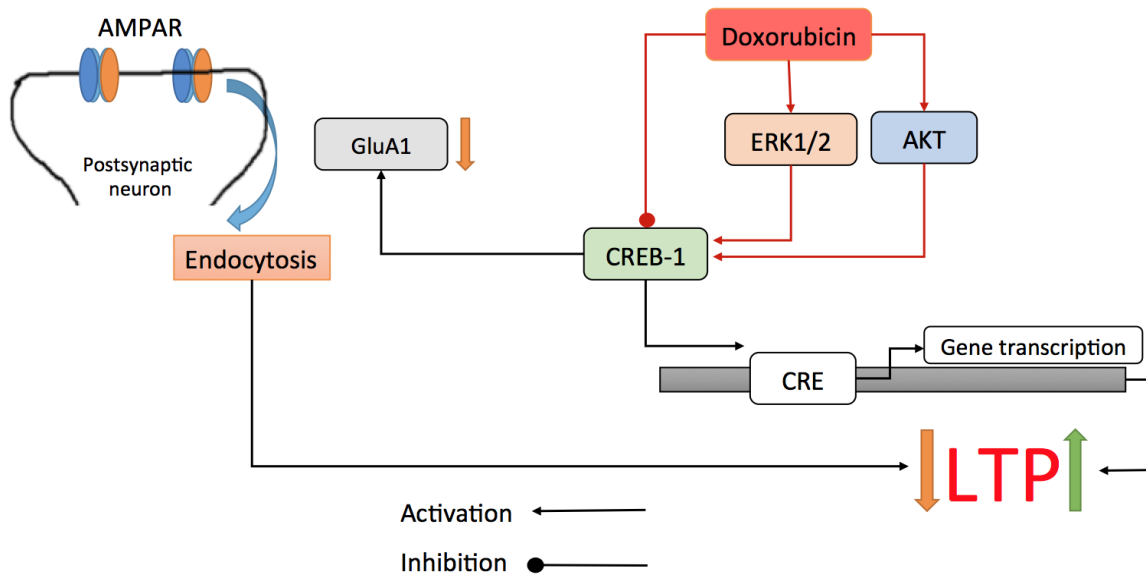 AMPAR
Doxorubicin
ERK1/2
AKT
GluA1
Postsynaptic
neuron
Endocytosis
CREB-1
Gene transcription
CRE
LTP
Activation
Inhibition